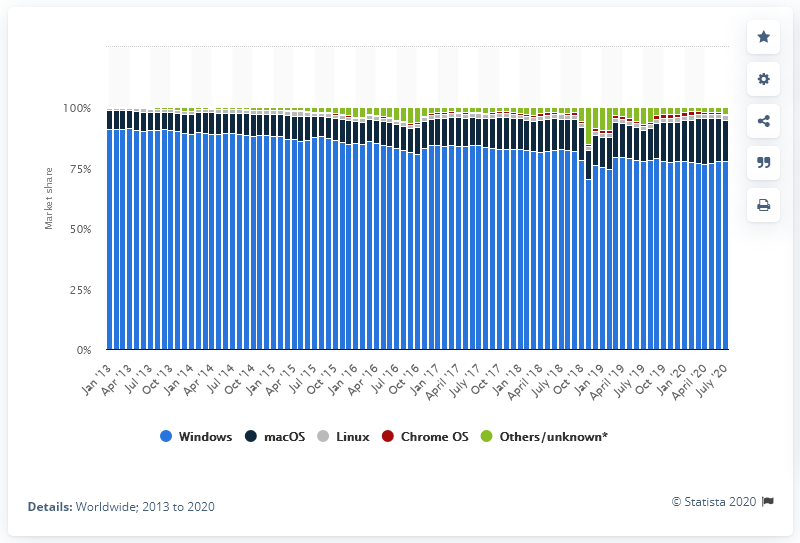 100%
75%
50%
25%
0%
Market share
Jan '13
Apr '13
Jul '13
Oct '13
Jan '14
Apr '14
Jul '14
Oct '14
Jan '15
Apr '15
Jul '15
Oct '15
Jan '16
Apr '16
Jul '16
Oct '16
Jan '17
April '17
July '17
Oct '17
Jan '18
April '18
July '18
Oct '18
Jan '19
April '19
July '19
Oct '19
Jan '20
April '20
July '20
Windows macOS Linux Chrome OS Others/unknown*
Details: Worldwide; 2013 to 2020
© Statista 2020